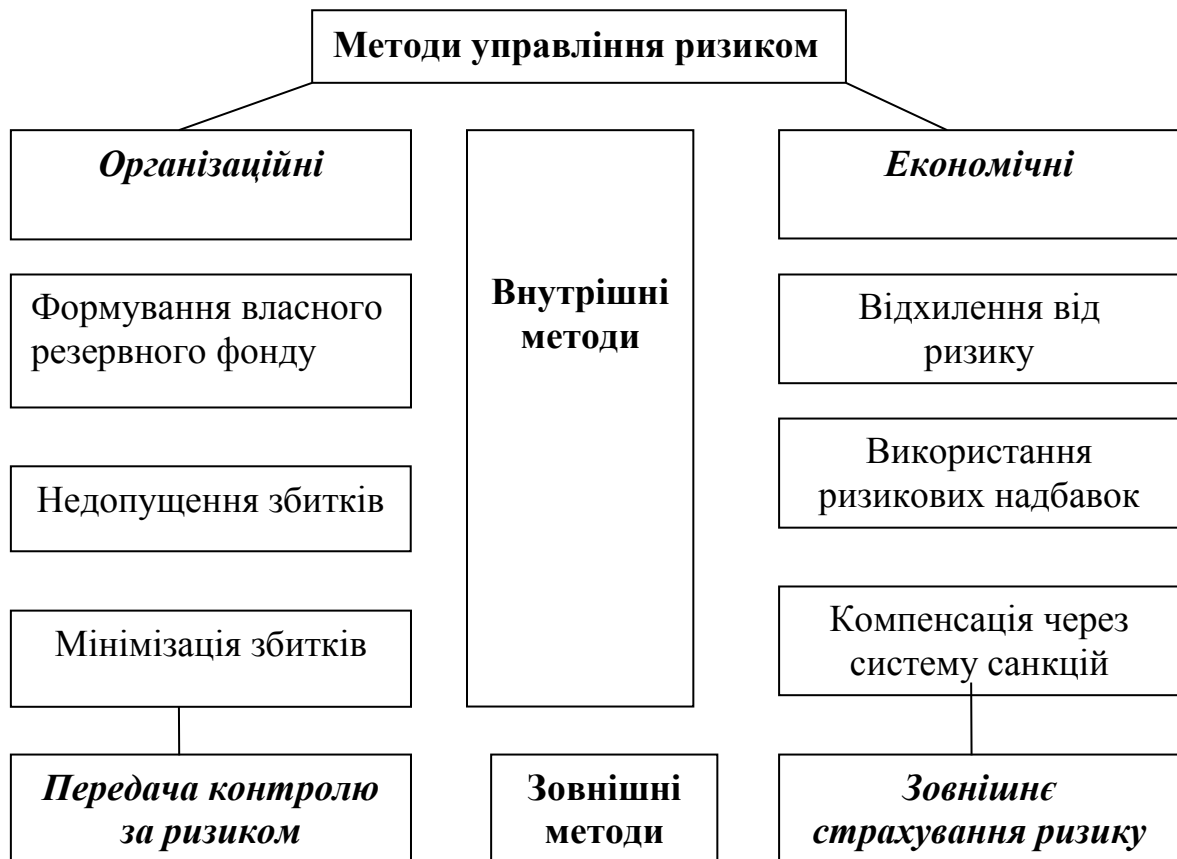 Методи управління ризиком
Організаційні
Економічні
Формування власного
резервного фонду
Внутрішні
методи
Відхилення від
ризику
Недопущення збитків
Використання
ризикових надбавок
Мінімізація збитків
Компенсація через
систему санкцій
Передача контролю
за ризиком
Зовнішні
методи
Зовнішнє
страхування ризику